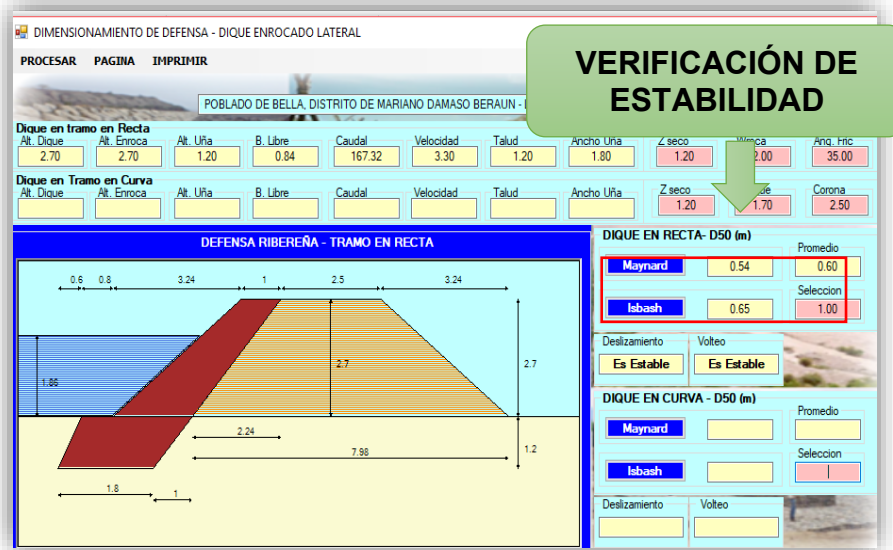 DIMENSIONAMIENTO DE DEFENSA - DIQUE ENROCADO LATERAL
VERIFICACIÓN DE
ESTABILIDAD
PROCESAR PAGINA IMPRIMIR
POBLADO DE BELLA, DISTRITO DE MARIANO DAMASO BERAUN -
Dique en tramo en Recta
Alt. Dique Alt. Enroca Alt. Uña B. Libre Caudal Velocidad Talud Ancho Uña Z seco Wroca Ang. Fric
2.70 2.70 1.20 0.84 167.32 3.30 1.20 1.80 1.20 2.00 35.00
Dique en Tramo en Curva
Alt. Dique Alt. Enroca Alt. Uña B. Libre Caudal Velocidad Talud Ancho Uña Z seco Corona
1.20 1.70 2.50
DEFENSA RIBEREÑA - TRAMO EN RECTA
0.6 0.8 3.24 1 2.5 3.24
1.86
2.7
2.7
2.24
7.98
1.2
1.8
1
DIQUE EN RECTA- D50 (m)
Promedio
Maynard 0.54 0.60
Seleccion
Isbash 0.65 1.00
Deslizamiento Volteo
Es Estable Es Estable
DIQUE EN CURVA - D50 (m)
Promedio
Maynard
Seleccion
Isbash
Deslizamiento Volteo